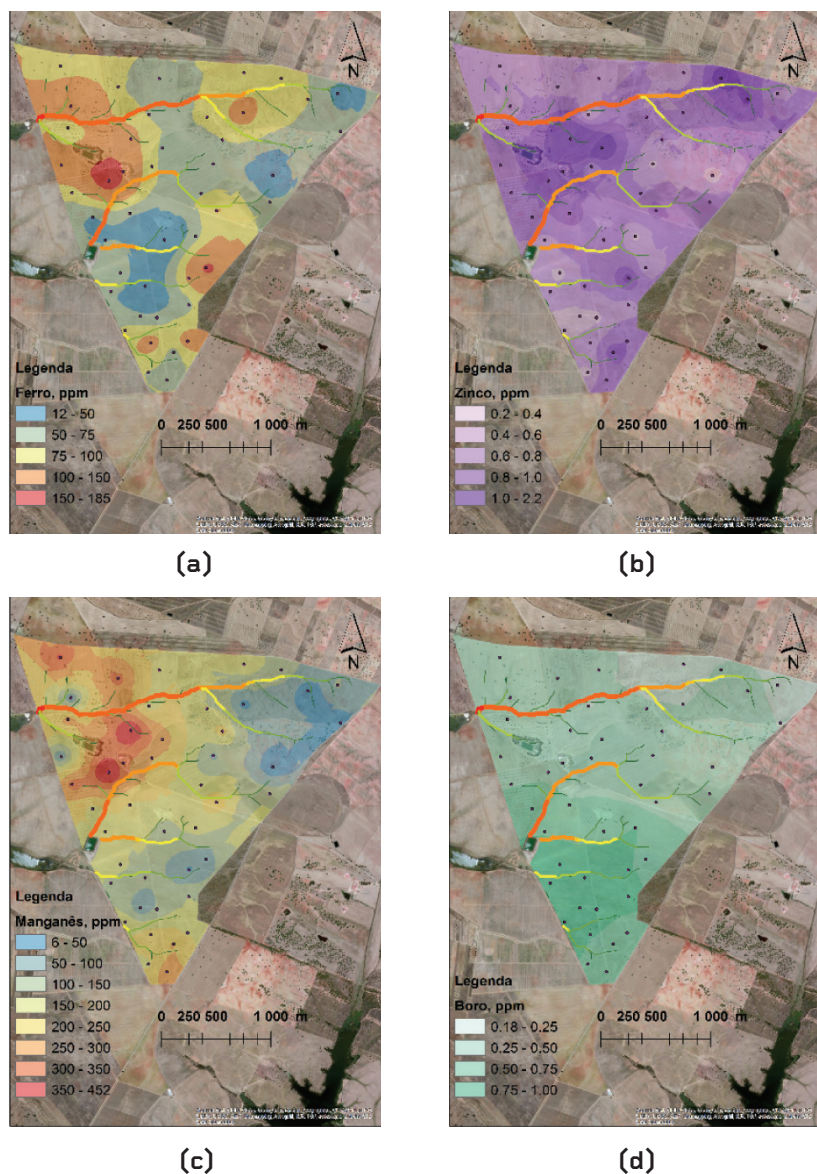 N
Legenda
Ferro, ppm
12 - 50
50 - 75
75 - 100
100 - 150
150 - 185
0 250 500 1 000 m
(a)
N
Legenda
Zinco, ppm
0.2 - 0.4
0.4 - 0.6
0.6 - 0.8
0.8 - 1.0
1.0 - 2.2
0 250 500 1 000 m
(b)
N
Legenda
Manganês, ppm
6 - 50
50 - 100
100 - 150
150 - 200
200 - 250
250 - 300
300 - 350
350 - 452
0 250 500 1 000 m
(c)
N
Legenda
Boro, ppm
0.18 - 0.25
0.25 - 0.50
0.50 - 0.75
0.75 - 1.00
0 250 500 1 000 m
(d)